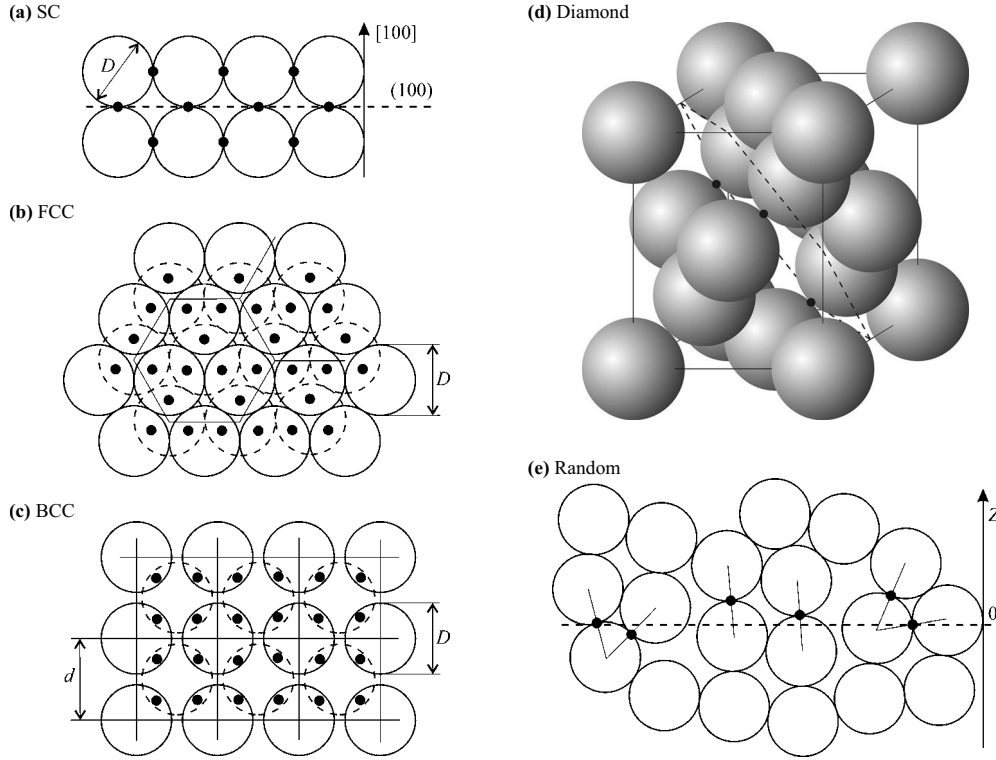 (a) SC
D
[100]
(100)
(b) FCC
D
(c) BCC
D
d
(d) Diamond
(e) Random
Z
0